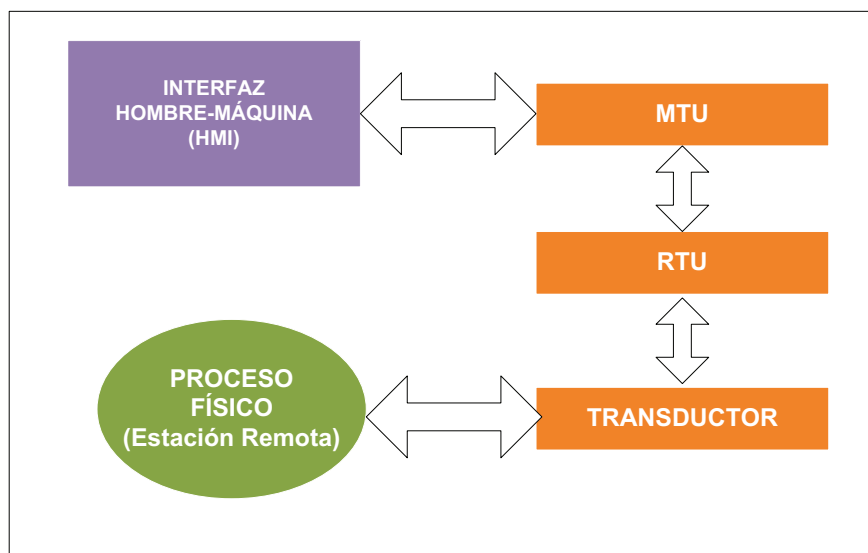 INTERFAZ
HOMBRE-MÁQUINA
(HMI)
MTU
RTU
PROCESO
FÍSICO
(Estación Remota)
TRANSDUCTOR